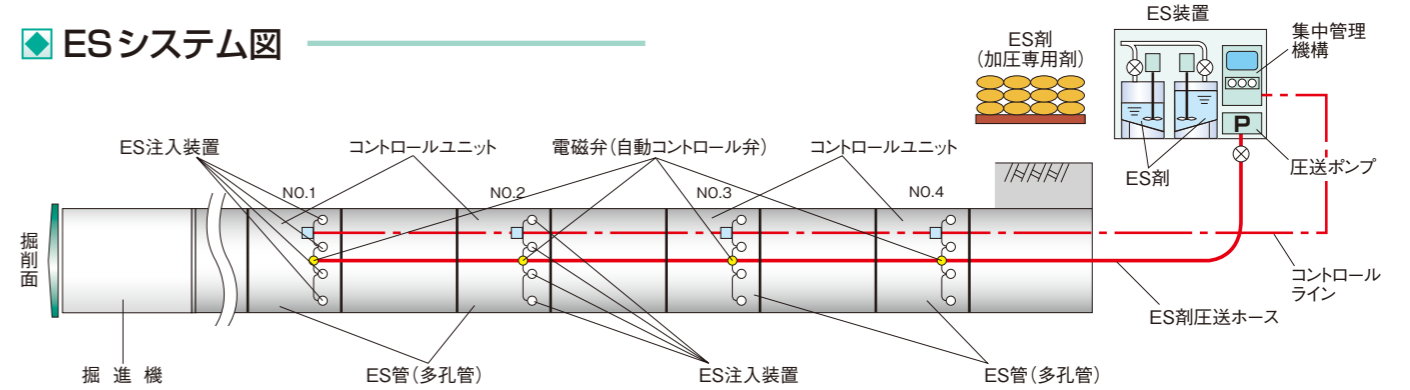 ESシステム図
ES剤
(加圧専用剤)
ES装置
集中管理
機構
P
圧送ポンプ
ES剤
ES注入装置
コントロールユニット
電磁弁(自動コントロール弁)
コントロールユニット
NO.1
NO.2
NO.3
NO.4
掘削面
コントロール
ライン
ES剤圧送ホース
掘進機
ES管(多孔管)
ES注入装置
ES管(多孔管)